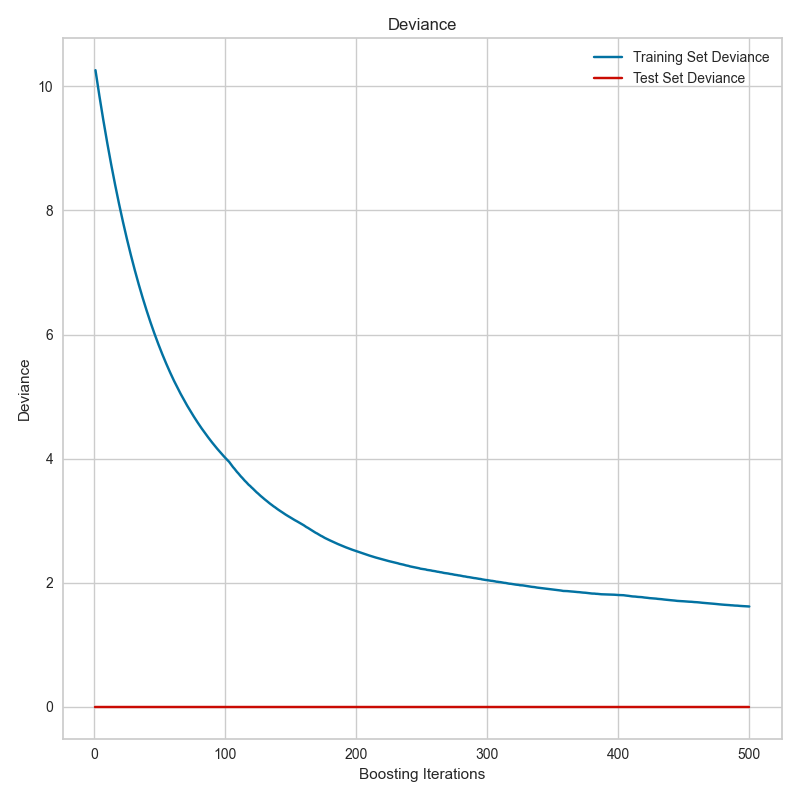 Deviance
Training Set Deviance
Test Set Deviance
10
8
6
4
2
0
Deviance
0 100 200 300 400 500
Boosting Iterations